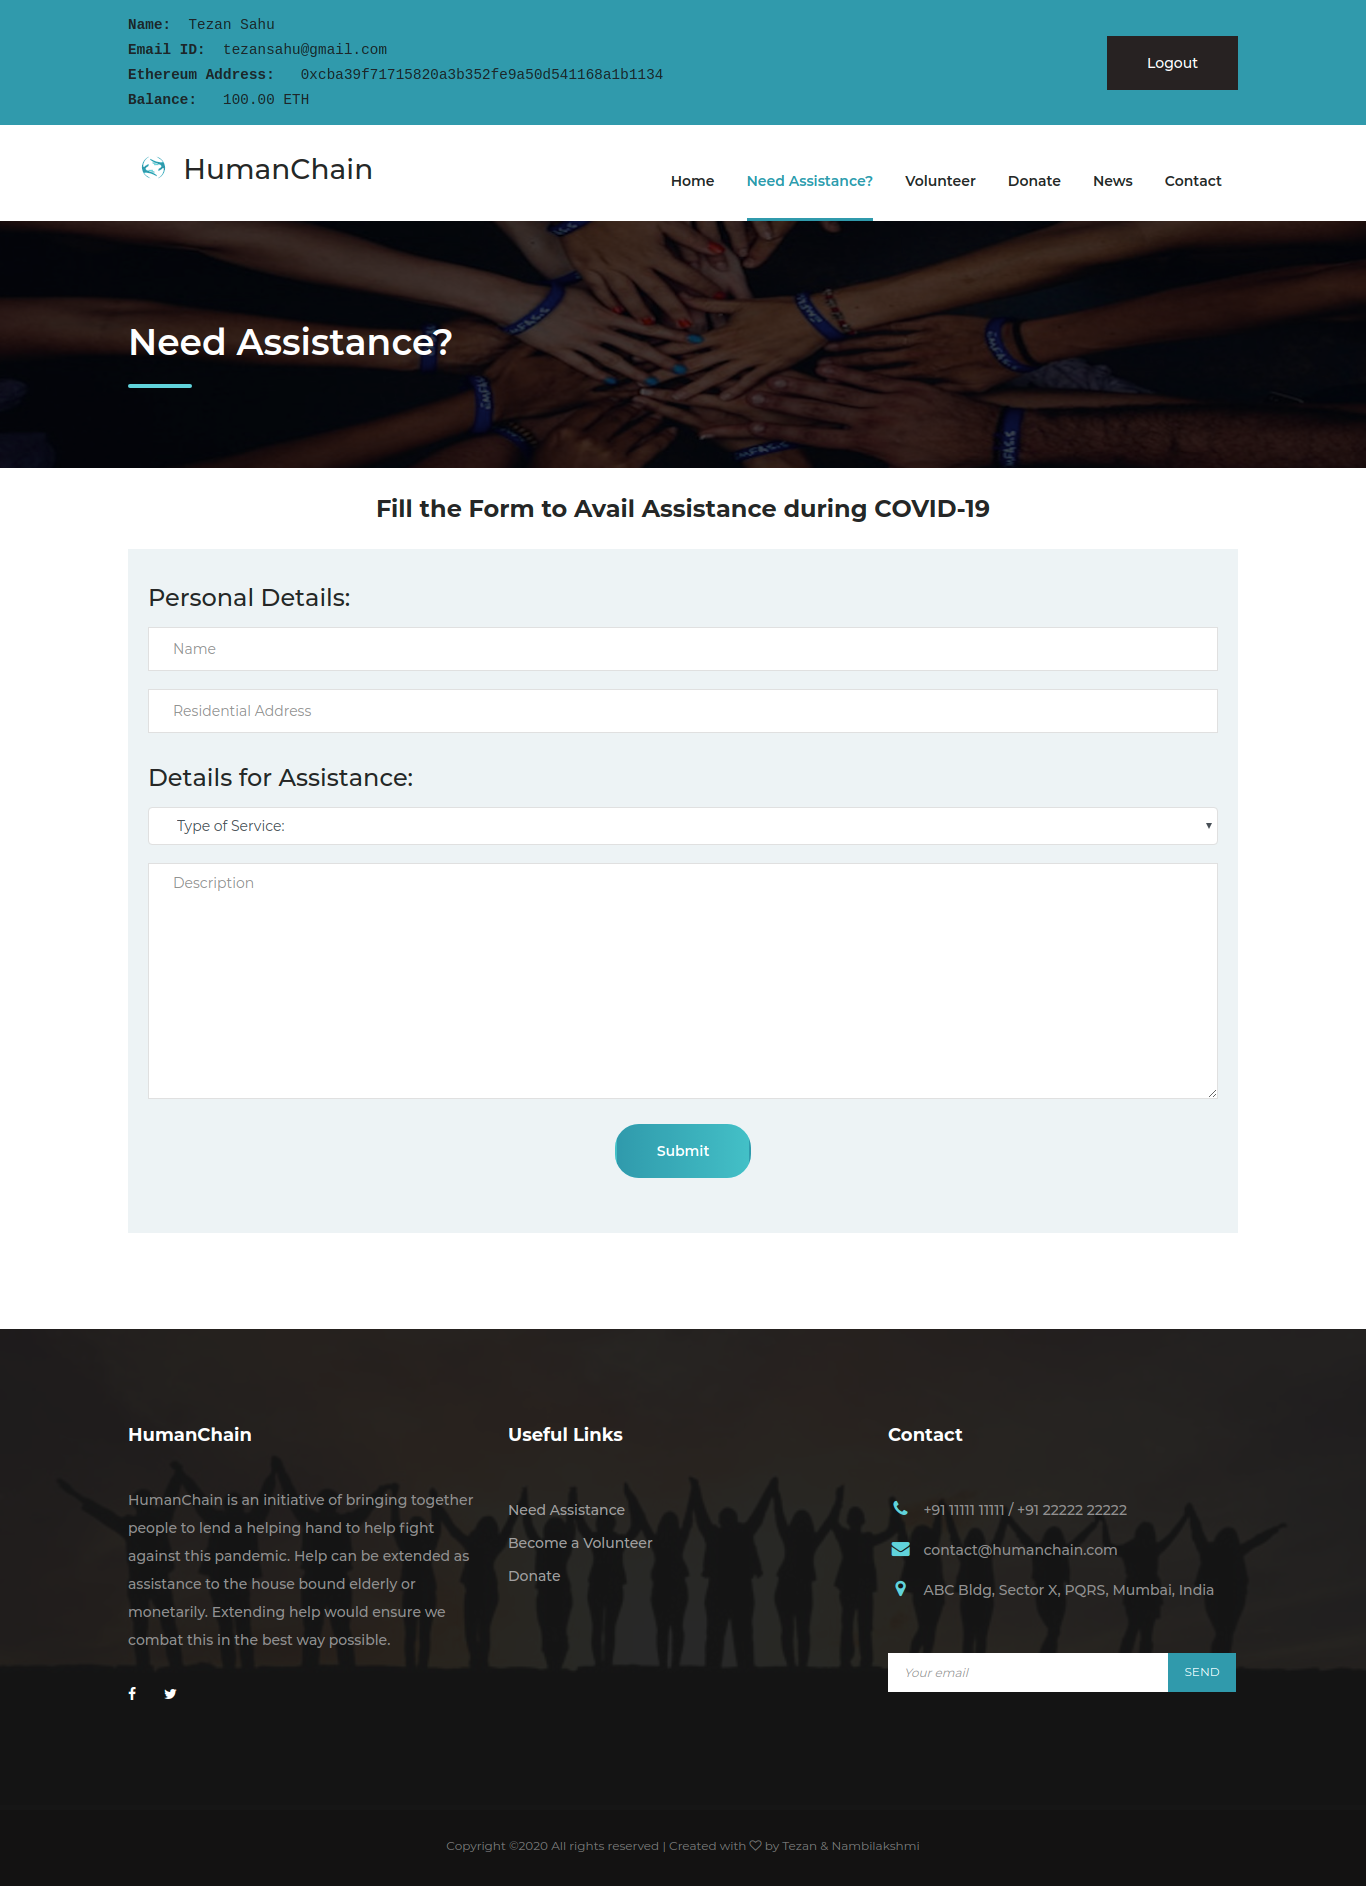 Name: Tezan Sahu
Email ID: tezansahu@gmail.com
Ethereum Address: 0xcba39f71715820a3b352fe9a50d541168a1b1134
Balance: 100.00 ETH
Logout
HumanChain
Home Need Assistance? Volunteer Donate News Contact
Need Assistance?
Fill the Form to Avail Assistance during COVID-19
Personal Details:
Name
Residential Address
Details for Assistance:
Type of Service:
Description
Submit
HumanChain
HumanChain is an initiative of bringing together
people to lend a helping hand to help fight
against this pandemic. Help can be extended as
assistance to the house bound elderly or
monetarily. Extending help would ensure we
combat this in the best way possible.
Useful Links
Need Assistance
Become a Volunteer
Donate
Contact
+91 11111 11111 / +91 22222 22222
contact@humanchain.com
ABC Bldg, Sector X, PQRS, Mumbai, India
Your email
SEND
Copyright ©2020 All rights reserved | Created with ♡ by Tezan & Nambilakshmi